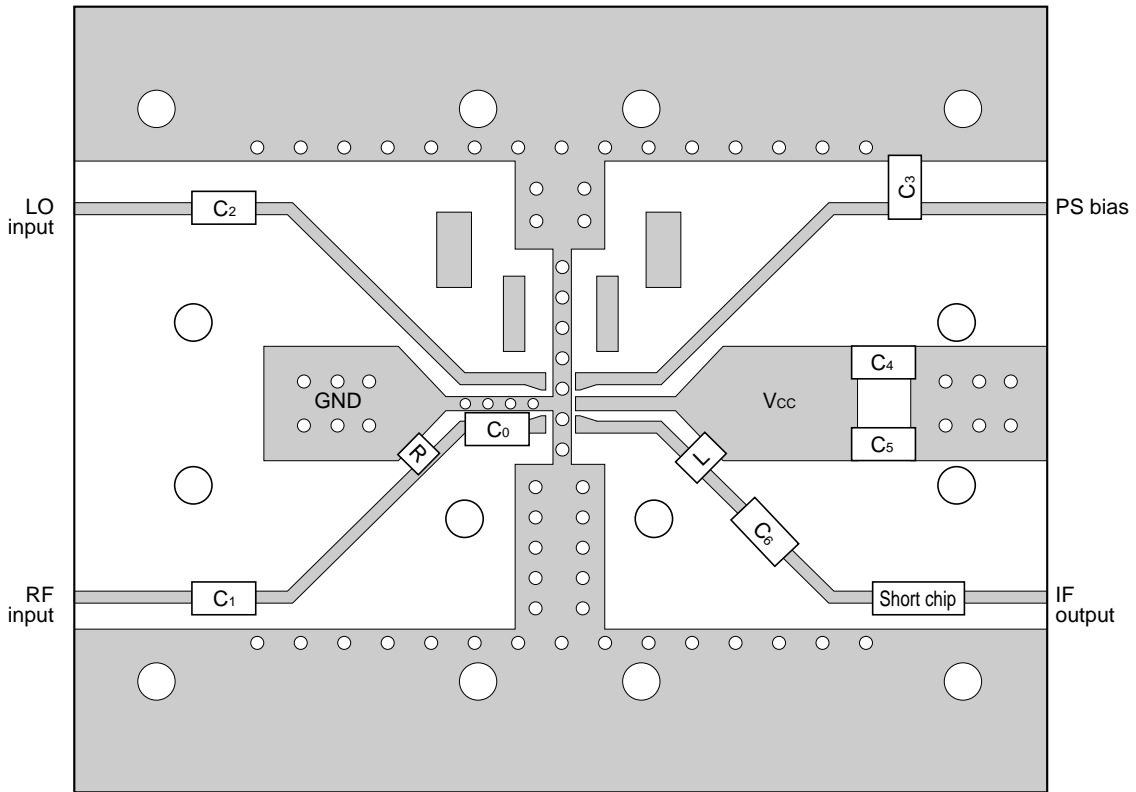 C3
LO
input
C2
PS bias
GND
VCC
C4
C0
C5
R
L
C6
RF
input
C1
Short chip
IF
output